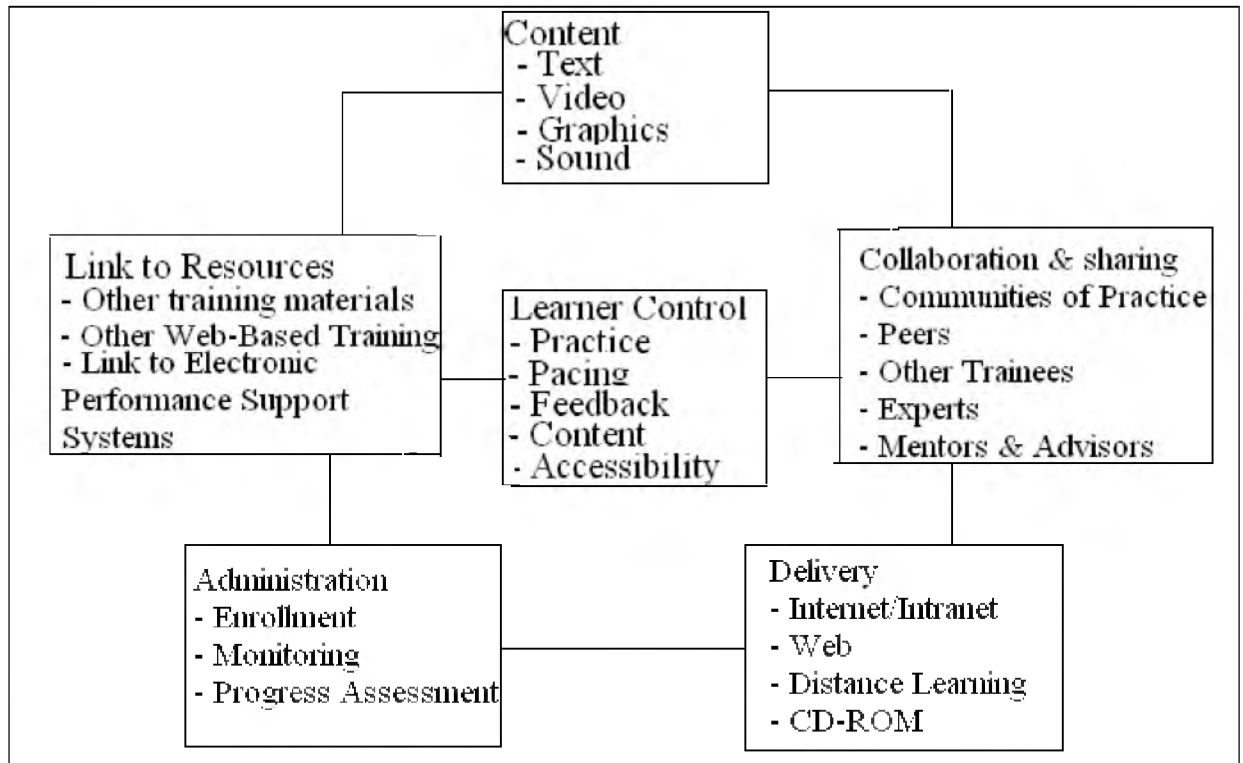 Content
- Text
- Video
- Graphics
- Sound
Link to Resources
- Other training materials
- Other Web-Based Training
- Link to Electronic
Performance Support
Systems
Learner Control
- Practice
- Pacing
- Feedback
- Content
- Accessibility
Collaboration & sharing
- Communities of Practice
- Peers
- Other Trainees
- Experts
- Mentors & Advisors
Administration
- Enrollment
- Monitoring
- Progress Assessment
Delivery
- Internet/Intranet
- Web
- Distance Learning
- CD-ROM